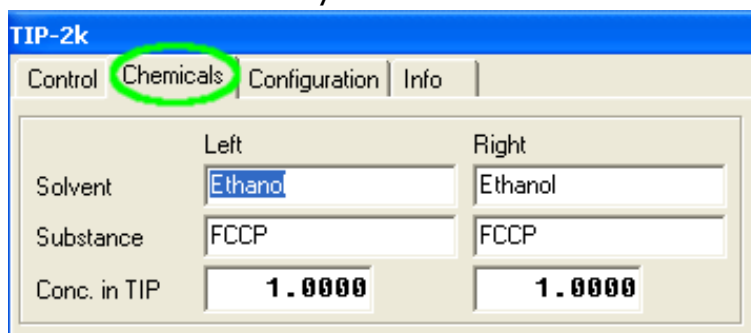 TIP-2k
Control Chemicals Configuration Info
Left Right
Solvent Ethanol Ethanol
Substance FCCP FCCP
Conc. in TIP 1.0000 1.0000